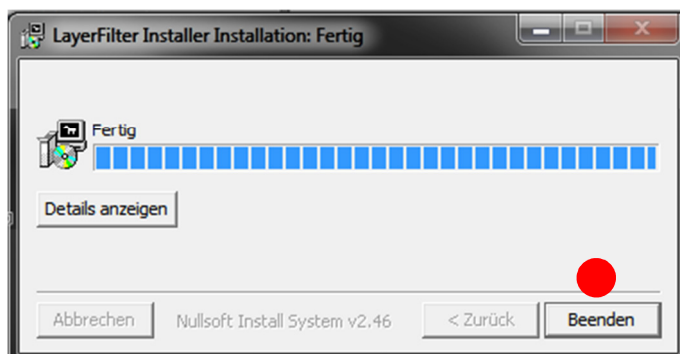 LayerFilter Installer Installation: Fertig
Fertig
Details anzeigen
Abbrechen
Nullsoft Install System v2.46
< Zurück
Beenden